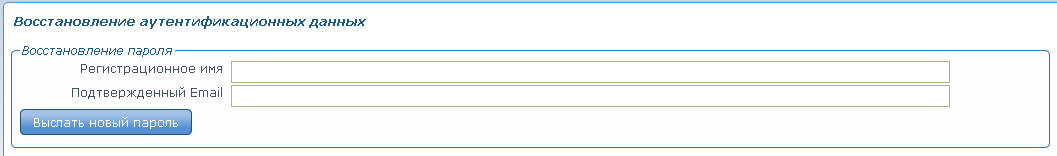 Восстановление аутентификационных данных
Восстановление пароля
Регистрационное имя
Подтвержденный Email
Выслать новый пароль